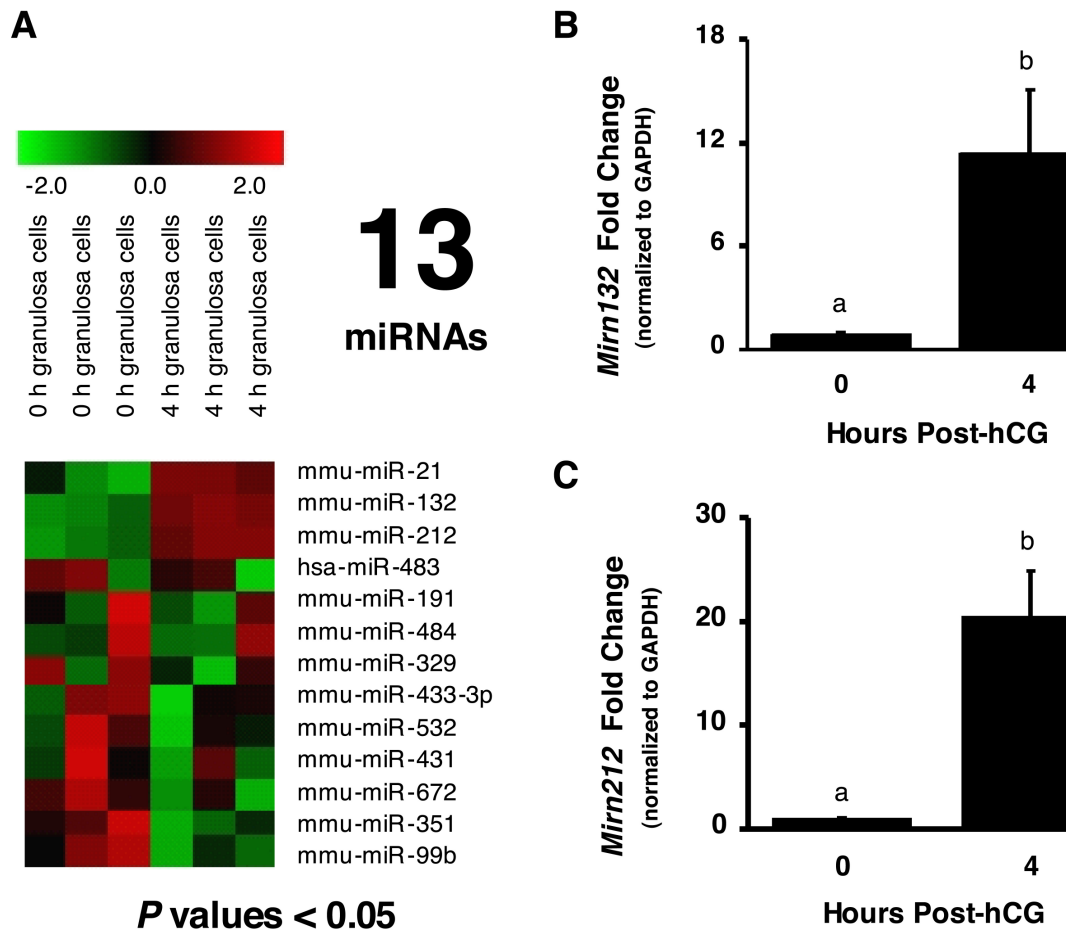 A
-2.0 0.0 2.0
0 h granulosa cells
0 h granulosa cells
0 h granulosa cells
4 h granulosa cells
4 h granulosa cells
4 h granulosa cells
13
miRNAs
mmu-miR-21
mmu-miR-132
mmu-miR-212
hsa-miR-483
mmu-miR-191
mmu-miR-484
mmu-miR-329
mmu-miR-433-3p
mmu-miR-532
mmu-miR-431
mmu-miR-672
mmu-miR-351
mmu-miR-99b
P values < 0.05
B
Mirn132 Fold Change
(normalized to GAPDH)
18
12
6
0
a
b
0 4
Hours Post-hCG
C
Mirn212 Fold Change
(normalized to GAPDH)
30
20
10
0
a
b
0 4
Hours Post-hCG